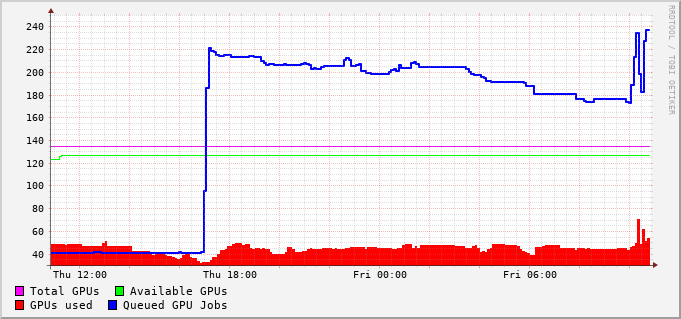 240
220
200
180
160
140
120
100
80
60
40
Thu 12:00 Thu 18:00 Fri 00:00 Fri 06:00
Total GPUs Available GPUs
GPUs used Queued GPU Jobs
RRDTOOL / TOBI OETIKER